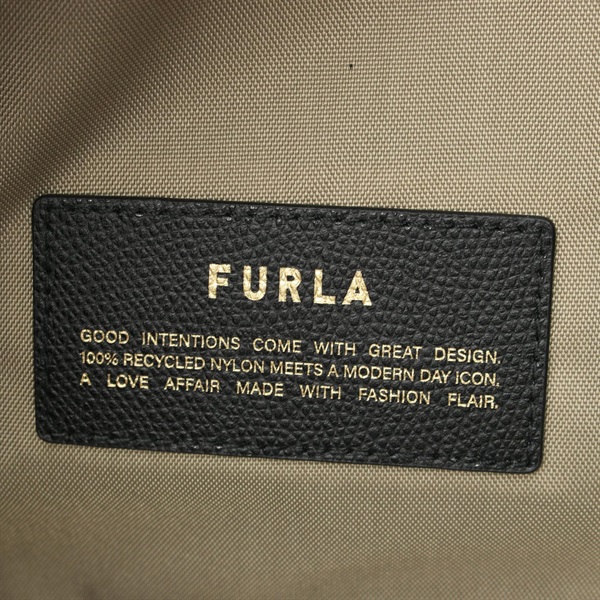 FURLA
GOOD INTENTIONS COME WITH GREAT DESIGN.
100% RECYCLED NYLON MEETS A MODERN DAY ICON.
A LOVE AFFAIR MADE WITH FASHION FLAIR.